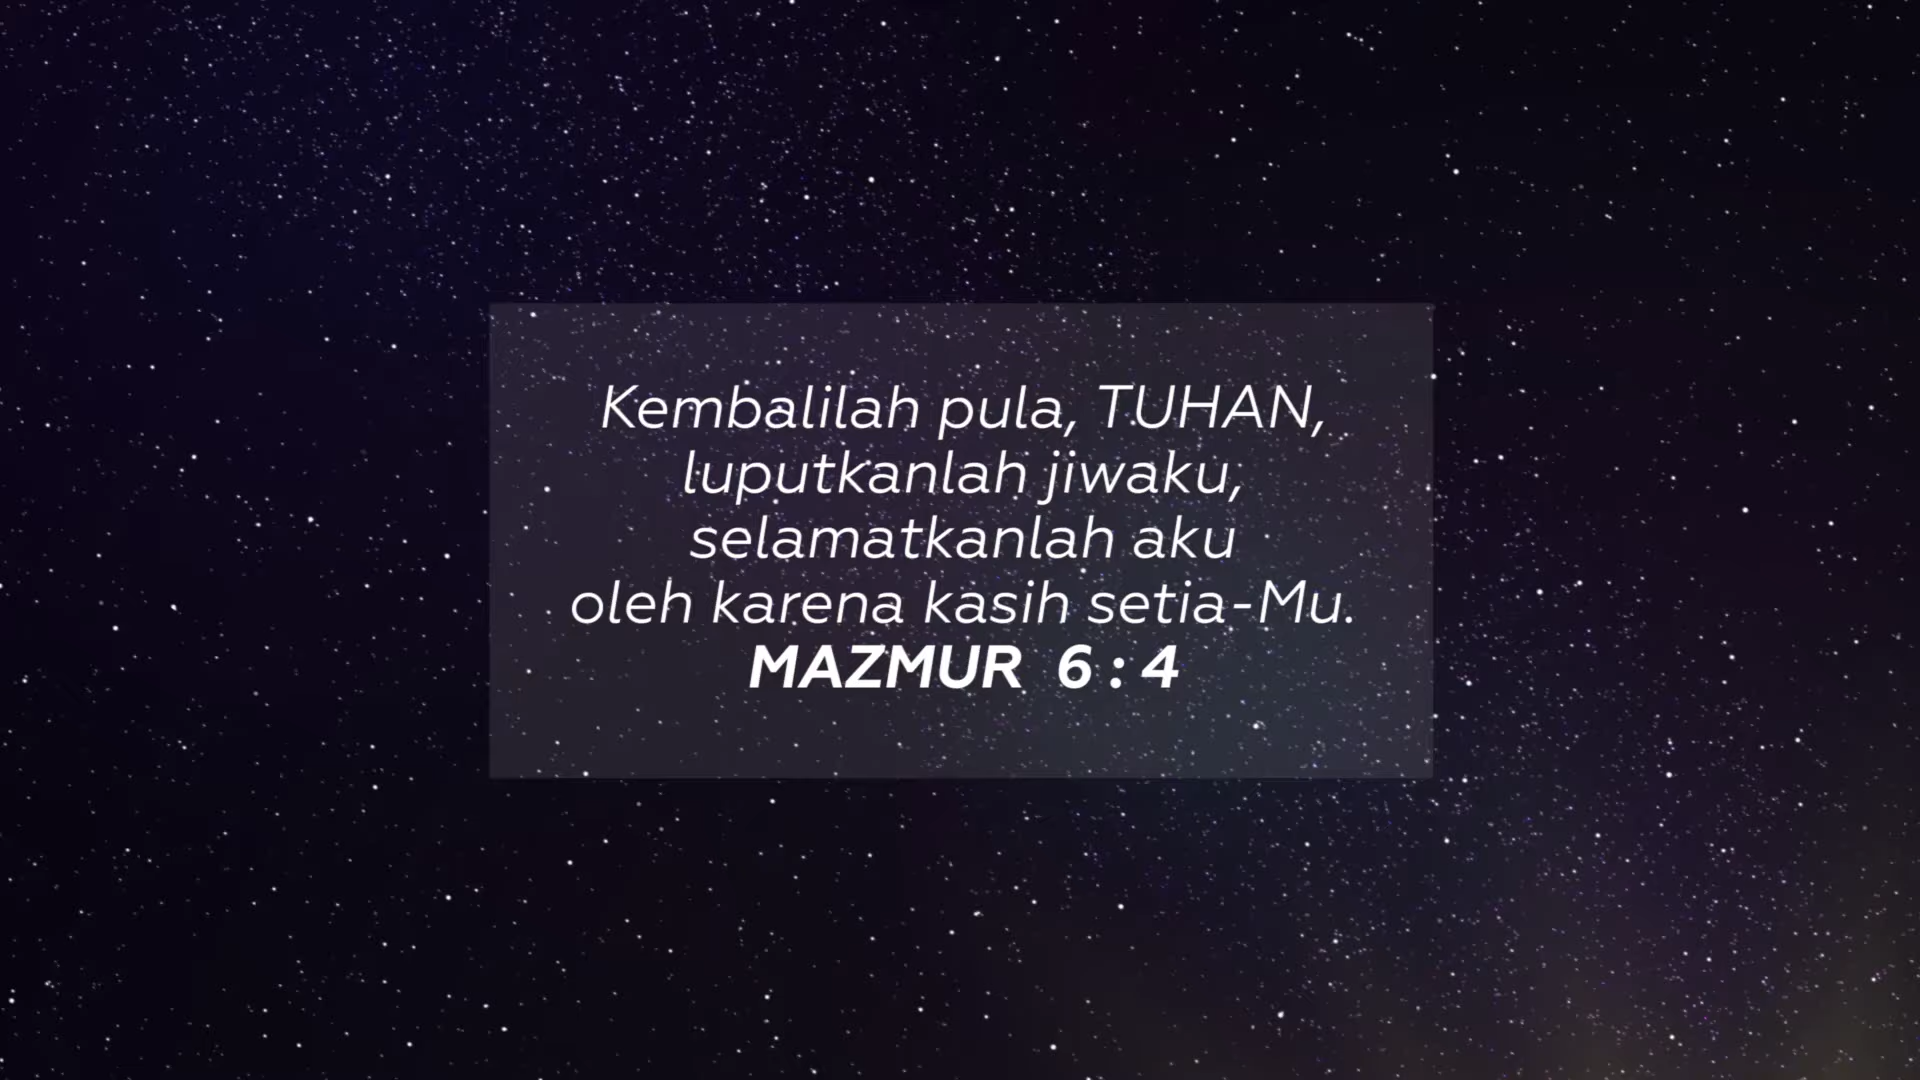 Kembalilah pula, TUHAN,
luputkanlah jiwaku,
selamatkanlah aku
oleh karena kasih setia-Mu.
MAZMUR 6 : 4